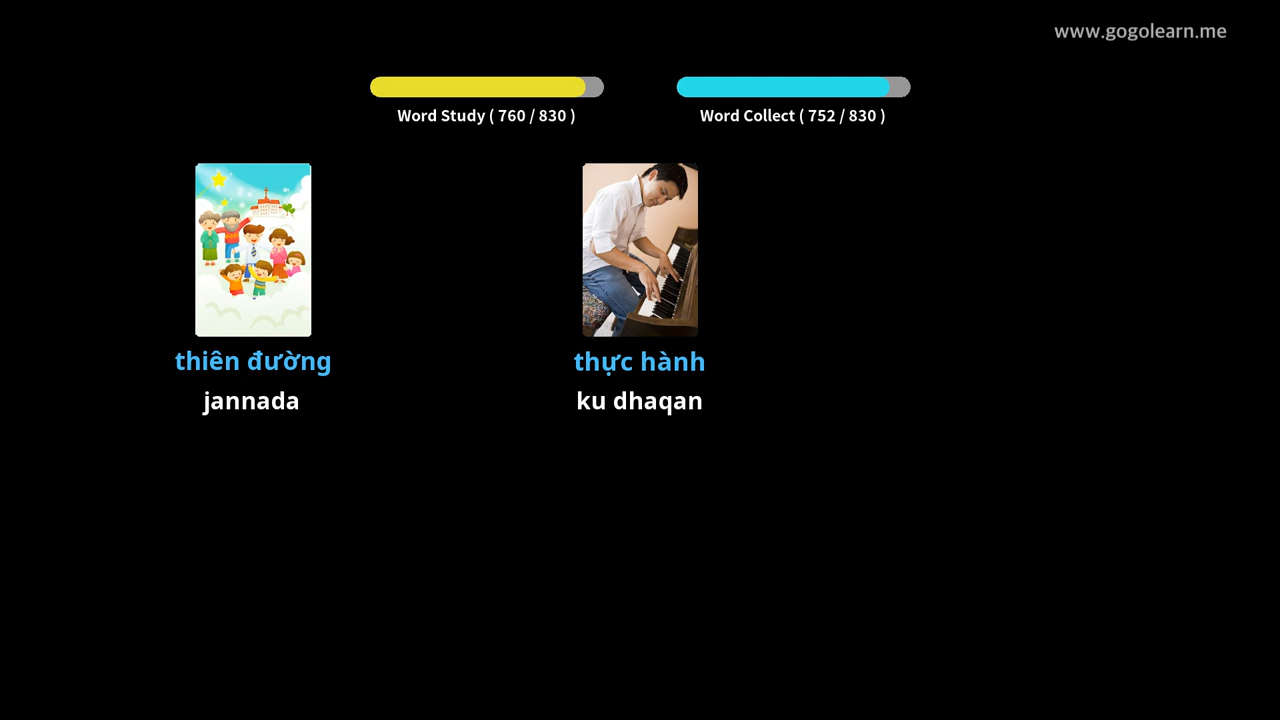 www.gogolearn.me
Word Study ( 760 / 830 )
Word Collect ( 752 / 830 )
thiên đường
thực hành
jannada
ku dhaqan